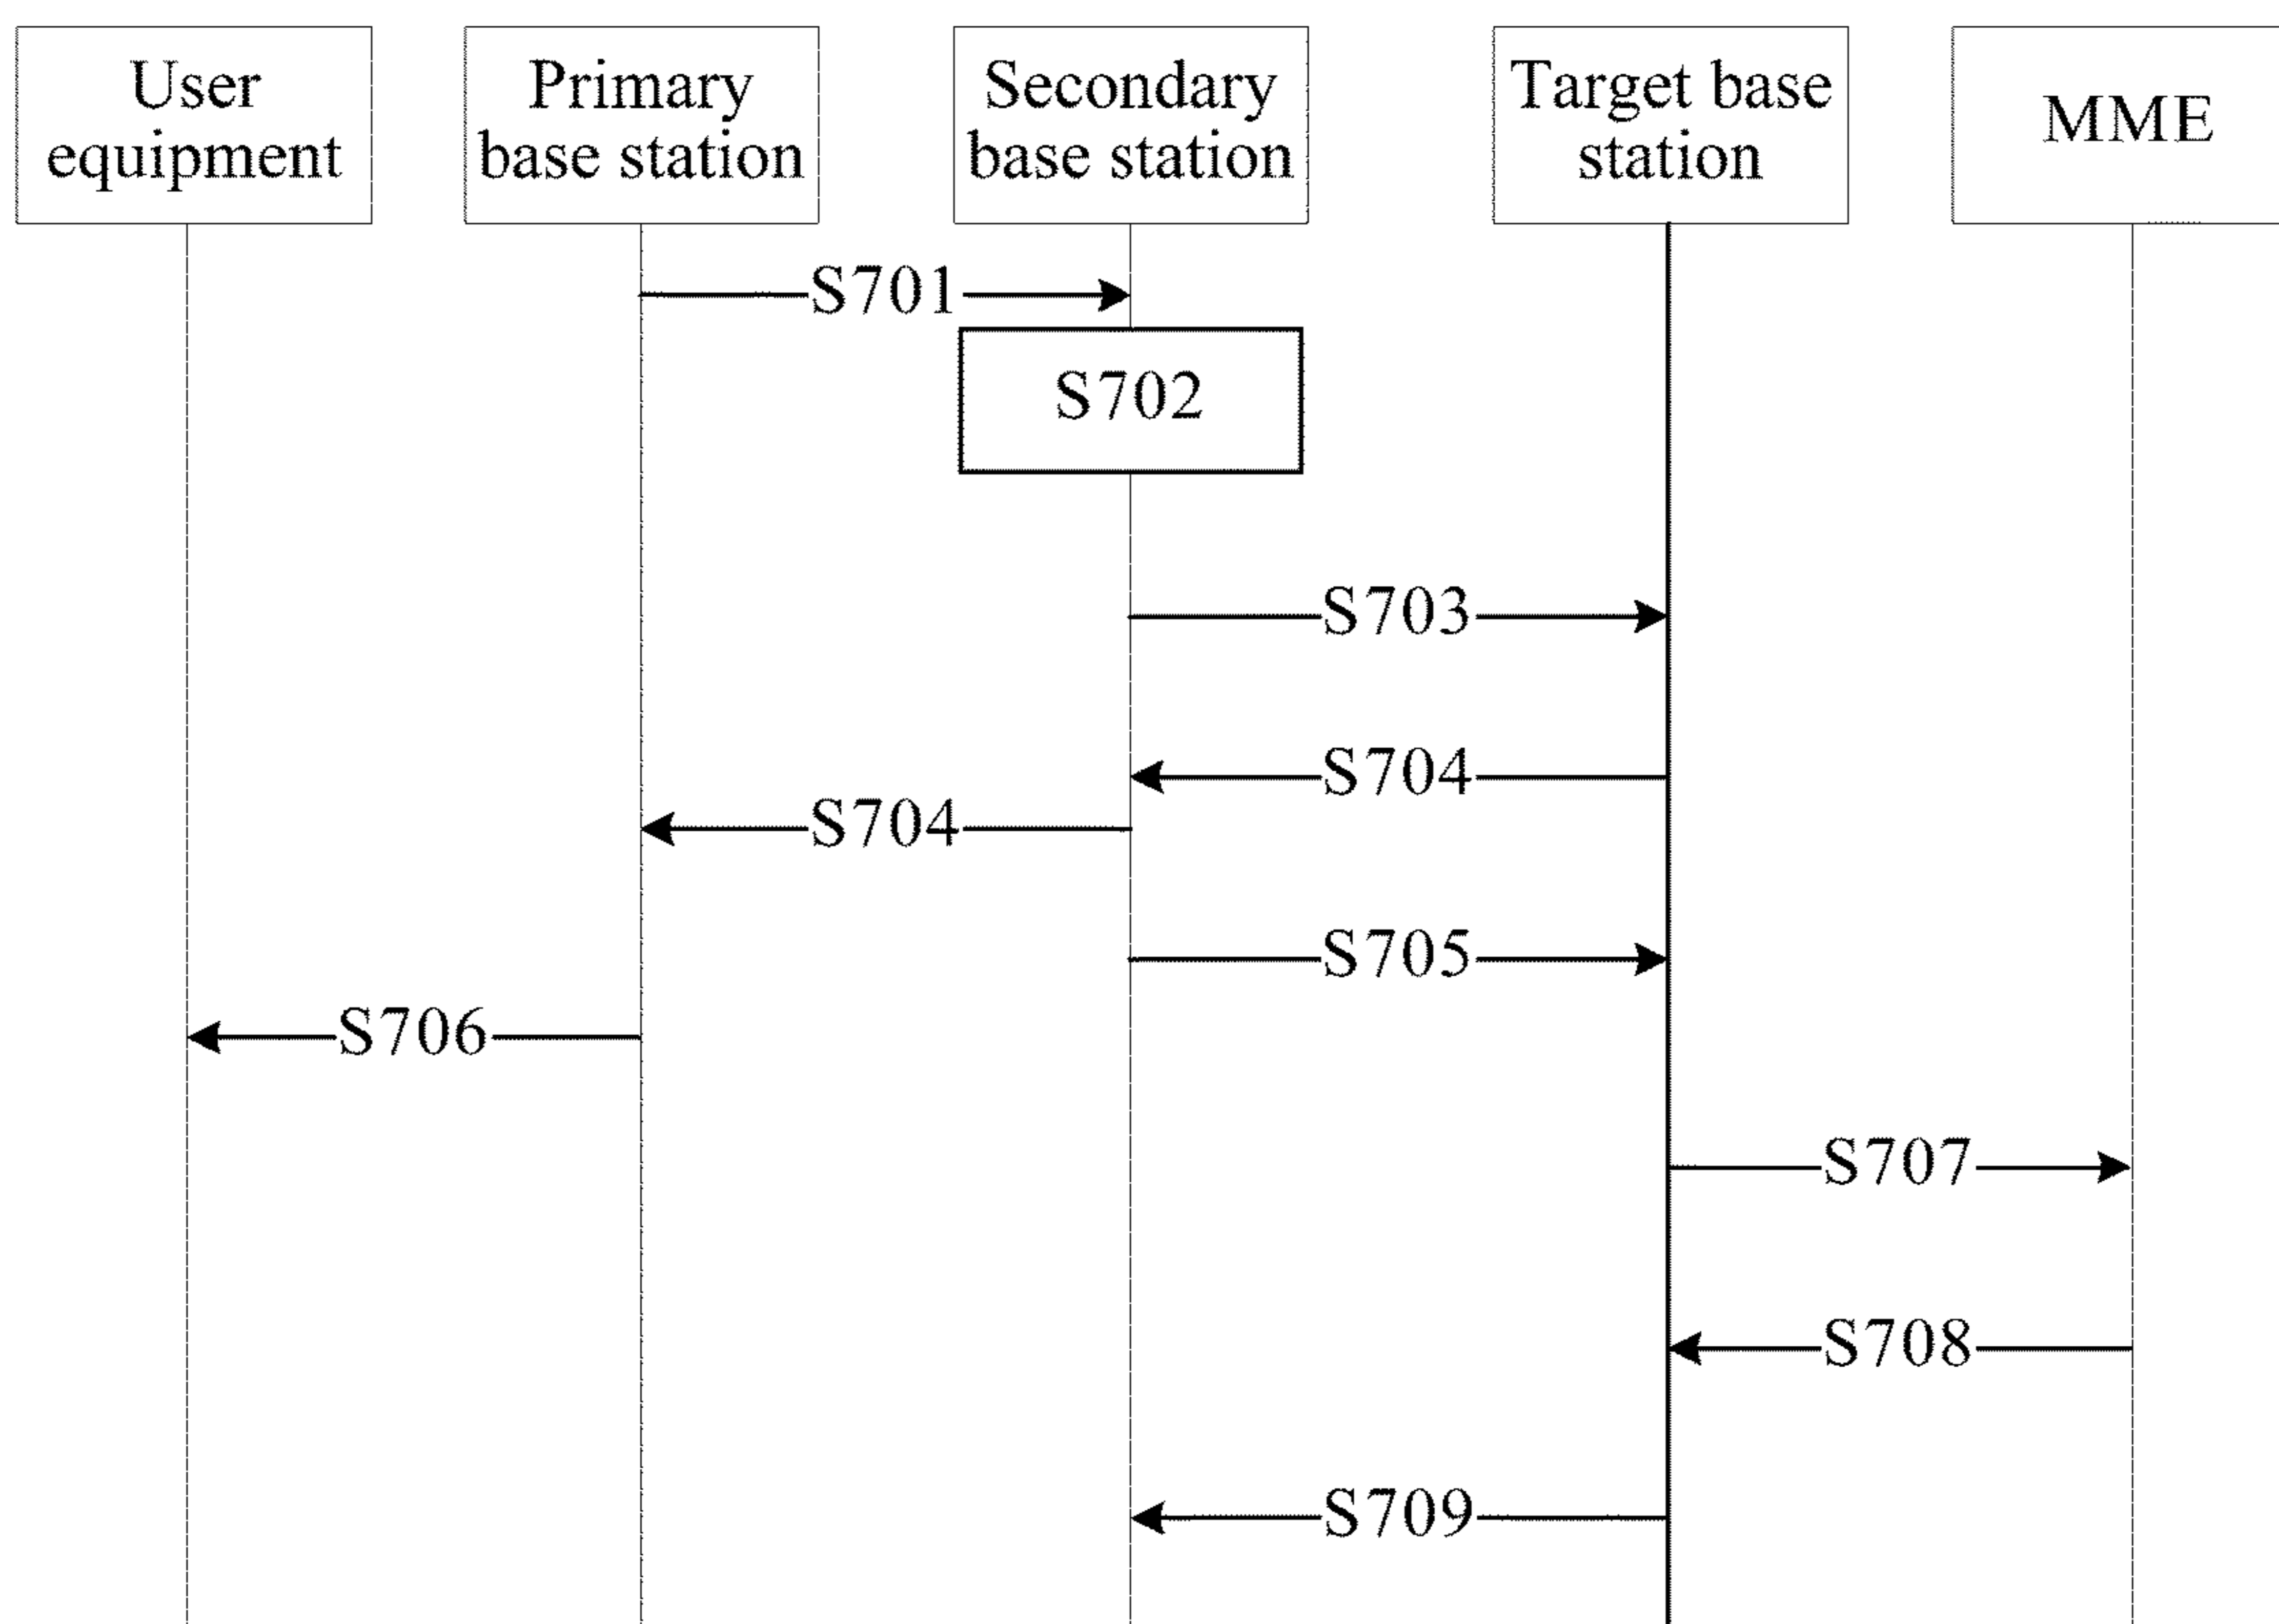 User
equipment
Primary
base station
Secondary
base station
Target base
station
MME
S701
S702
S703
S704
S704
S705
S706
S707
S708
S709